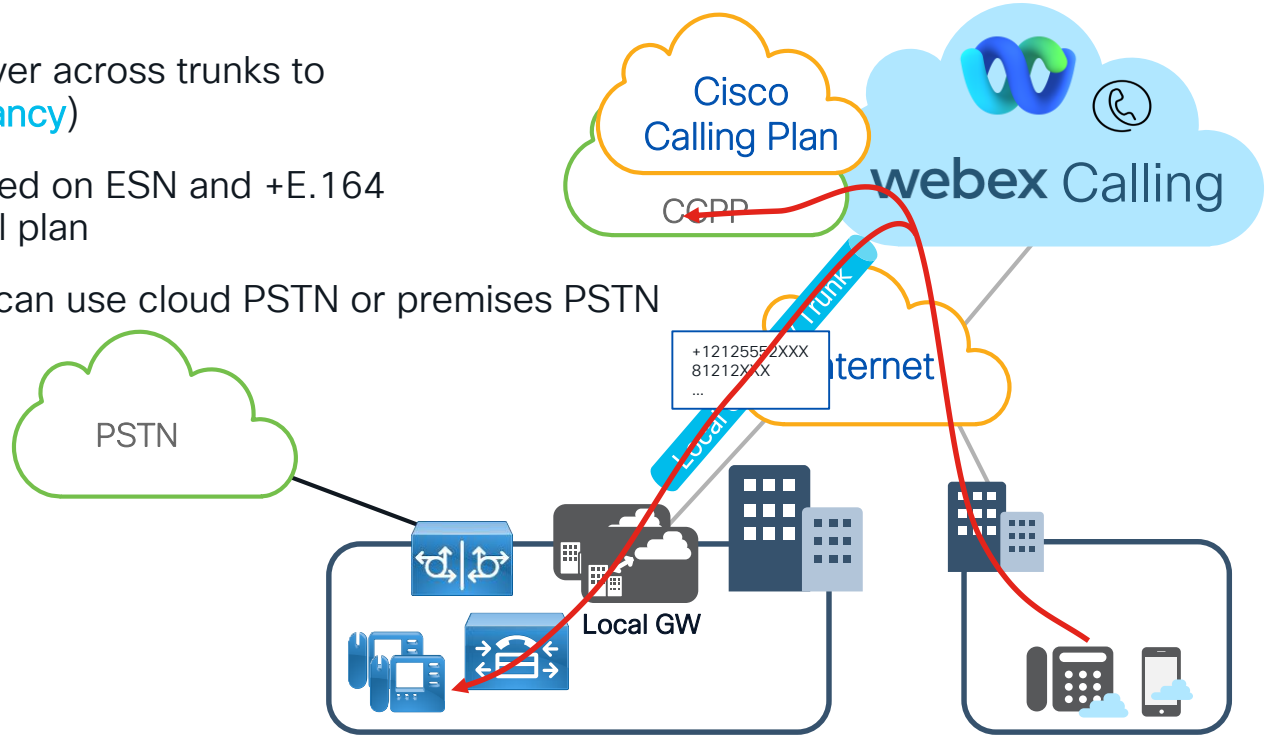 ver across trunks to
ancy)
ed on ESN and +E.164
l plan
can use cloud PSTN or premises PSTN
Cisco
Calling Plan
CCPP
webex Calling
Trunk
Local
+12125552XXX
81212XXX
...
nternet
PSTN
Local GW